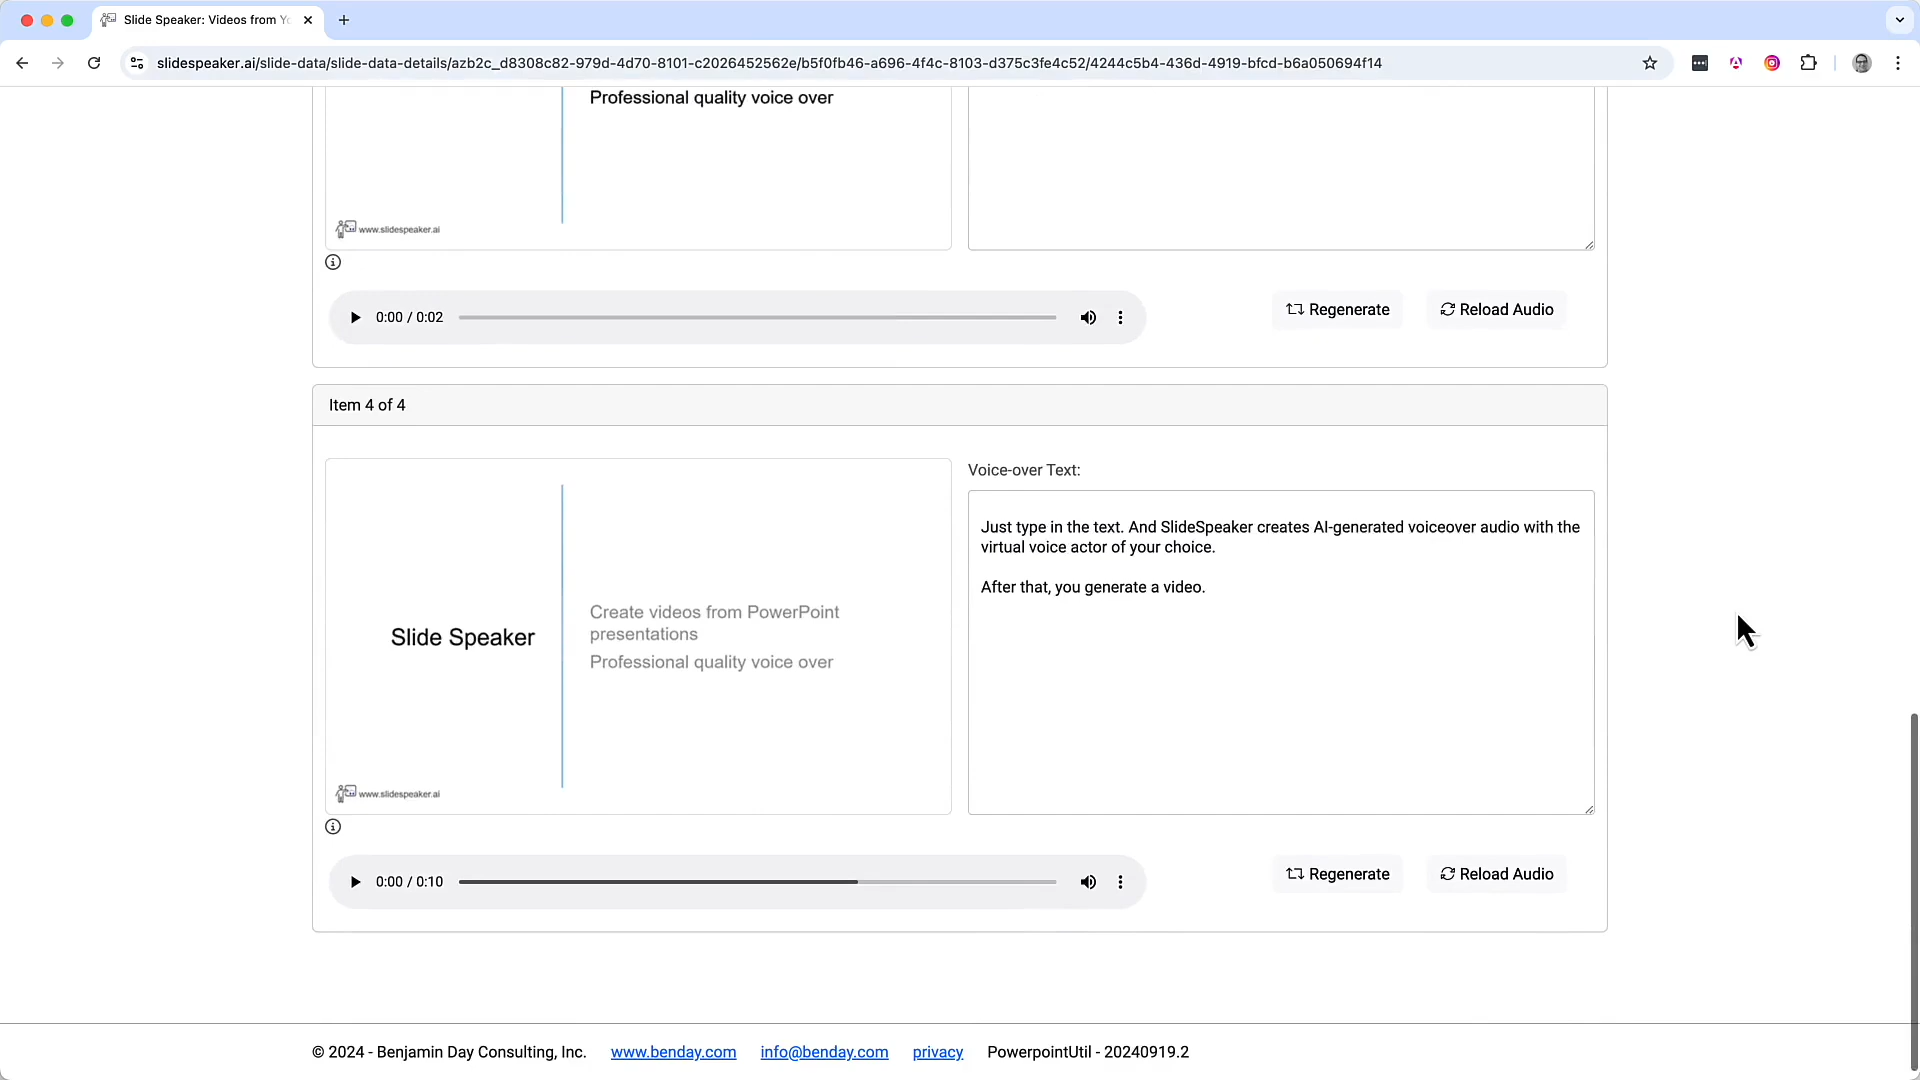 Slide Speaker: Videos from Yo
slidespeaker.ai/slide-data/slide-data-details/azb2c_d8308c82-979d-4d70-8101-c2026452562e/b5f0fb46-a696-4f4c-8103-d375c3fe4c52/4244c5b4-436d-4919-bfcd-b6a050694f14
Professional quality voice over
www.slidespeaker.ai
0:00 / 0:02
Regenerate
Reload Audio
Item 4 of 4
Voice-over Text:
Just type in the text. And SlideSpeaker creates AI-generated voiceover audio with the
virtual voice actor of your choice.
After that, you generate a video.
Slide Speaker
Create videos from PowerPoint
presentations
Professional quality voice over
www.slidespeaker.ai
0:00 / 0:10
Regenerate
Reload Audio
© 2024 - Benjamin Day Consulting, Inc. www.benday.com info@benday.com privacy PowerpointUtil - 20240919.2